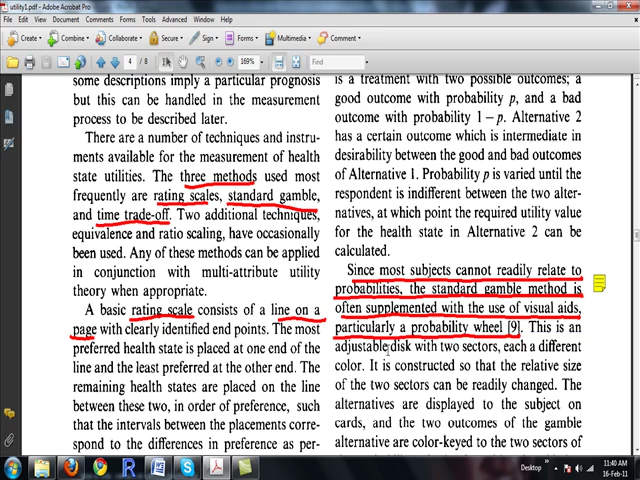 utility1.pdf - Adobe Acrobat Pro
File Edit View Document Comments Forms Tools Advanced Window Help
Create Combine Collaborate Secure Sign Forms Multimedia Comment
4 / 8 169% Find
some descriptions imply a particular prognosis
but this can be handled in the measurement
process to be described later.
There are a number of techniques and instru-
ments available for the measurement of health
state utilities. The three methods used most
frequently are rating scales, standard gamble,
and time trade-off. Two additional techniques,
equivalence and ratio scaling, have occasionally
been used. Any of these methods can be applied
in conjunction with multi-attribute utility
theory when appropriate.
A basic rating scale consists of a line on a
page with clearly identified end points. The most
preferred health state is placed at one end of the
line and the least preferred at the other end. The
remaining health states are placed on the line
between these two, in order of preference, such
that the intervals between the placements corre-
spond to the differences in preference as per-
is a treatment with two possible outcomes; a
good outcome with probability p, and a bad
outcome with probability 1 – p. Alternative 2
has a certain outcome which is intermediate in
desirability between the good and bad outcomes
of Alternative 1. Probability p is varied until the
respondent is indifferent between the two alter-
natives, at which point the required utility value
for the health state in Alternative 2 can be
calculated.
Since most subjects cannot readily relate to
probabilities, the standard gamble method is
often supplemented with the use of visual aids,
particularly a probability wheel [9]. This is an
adjustable disk with two sectors, each a different
color. It is constructed so that the relative size
of the two sectors can be readily changed. The
alternatives are displayed to the subject on
cards, and the two outcomes of the gamble
alternative are color-keyed to the two sectors of
Desktop
11:40 AM
16-Feb-11